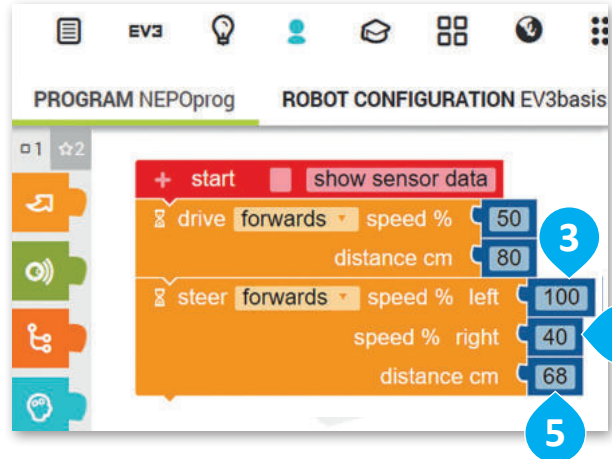 EV3
PROGRAM NEPOprog ROBOT CONFIGURATION EV3basis
1 2
+ start show sensor data
drive forwards speed % 50
distance cm 80
3
steer forwards speed % left 100
speed % right 40
distance cm 68
5